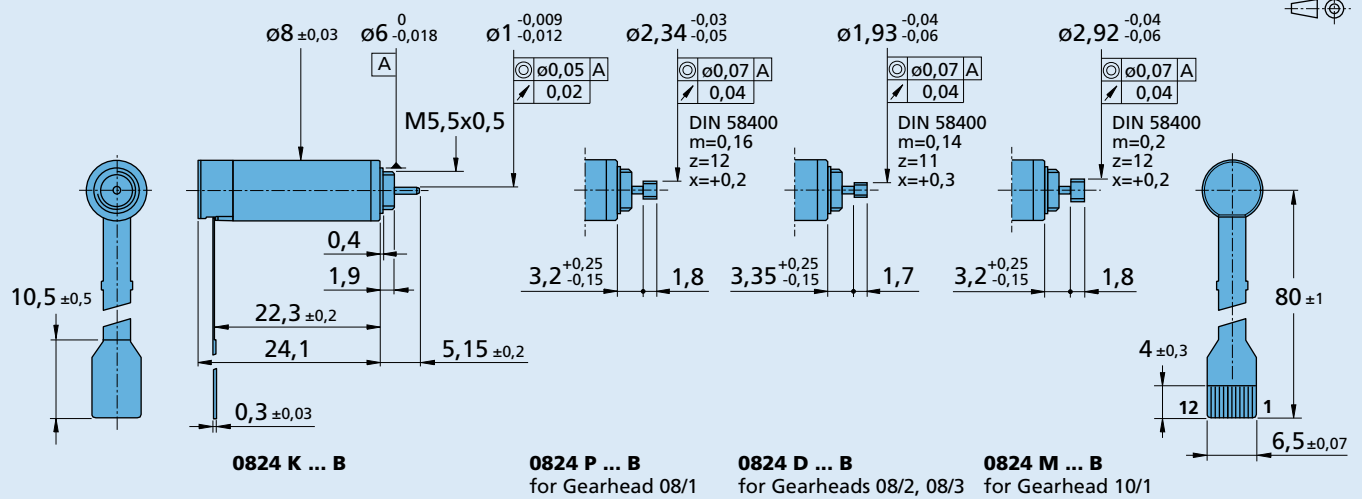 ø8 ±0,03
ø6 0 -0,018
A
ø1 -0,009 -0,012
ø0,05 A
0,02
M5,5x0,5
ø2,34 -0,03 -0,05
ø0,07 A
0,04
DIN 58400
m=0,16
z=12
x=+0,2
ø1,93 -0,04 -0,06
ø0,07 A
0,04
DIN 58400
m=0,14
z=11
x=+0,3
ø2,92 -0,04 -0,06
ø0,07 A
0,04
DIN 58400
m=0,2
z=12
x=+0,2
10,5 ±0,5
0,4
1,9
22,3 ±0,2
24,1
5,15 ±0,2
0,3 ±0,03
3,2 +0,25 -0,15
1,8
3,35 +0,25 -0,15
1,7
3,2 +0,25 -0,15
1,8
80 ±1
4 ±0,3
12
1
6,5 ±0,07
0824 K ... B
0824 P ... B
for Gearhead 08/1
0824 D ... B
for Gearheads 08/2, 08/3
0824 M ... B
for Gearhead 10/1